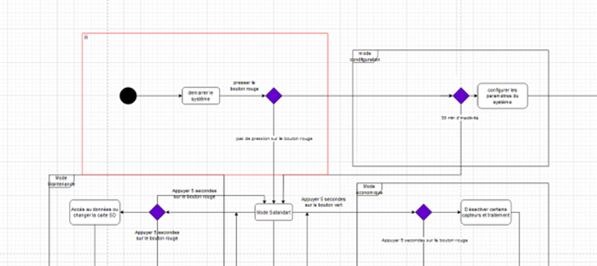 si
mode
configuration
demarrer le
système
presser le
bouton rouge
configurer les
paramètres du
système
30 min d'inactivité
pas de pression sur le bouton rouge
Mode
Maintenance
Mode
economique
Appuyer 5 secondes
sur le bouton rouge
Appuyer 5 secondes
sur le bouton vert
Accès au données ou
changer la carte SD
Mode Satandart
Désactiver certains
capteurs et traitement
Appuyer 5 secondes
sur le bouton rouge
Appuyer 5 secondes sur le bouton rouge